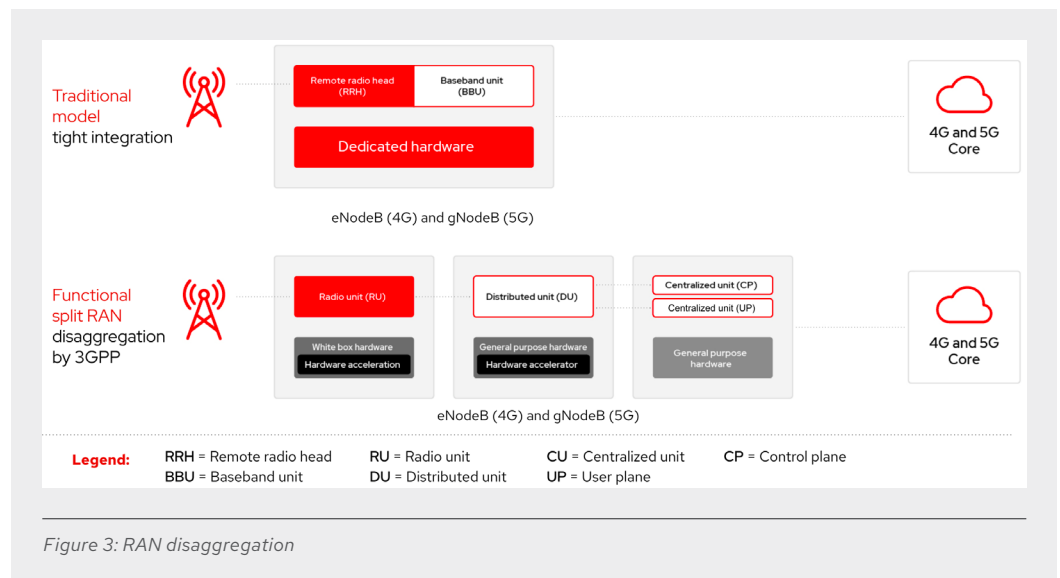 Traditional
model
tight integration
Remote radio head
(RRH)
Baseband unit
(BBU)
Dedicated hardware
4G and 5G
Core
eNodeB (4G) and gNodeB (5G)
Functional
split RAN
disaggregation
by 3GPP
Radio unit (RU)
White box hardware
Hardware acceleration
Distributed unit (DU)
General purpose hardware
Hardware accelerator
Centralized unit (CP)
Centralized unit (UP)
General purpose
hardware
4G and 5G
Core
eNodeB (4G) and gNodeB (5G)
Legend:
RRH = Remote radio head
RU = Radio unit
CU = Centralized unit
CP = Control plane
BBU = Baseband unit
DU = Distributed unit
UP = User plane
Figure 3: RAN disaggregation